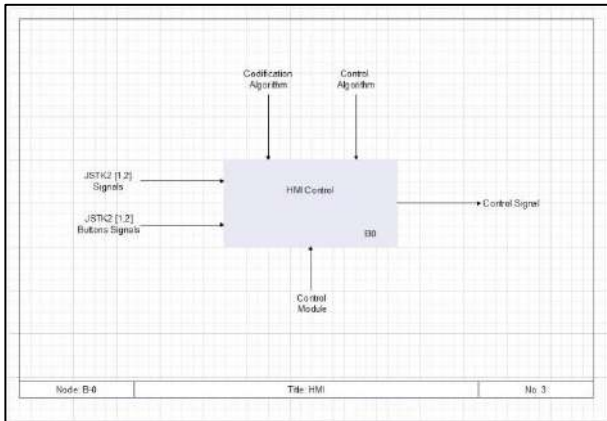 Codification
Algorithm
Control
Algorithm
JSTK2 [1,2]
Signals
HMI Control
Control Signal
JSTK2 [1,2]
Buttons Signals
B0
Control
Module
Node: B-0
Title: HMI
No. 3